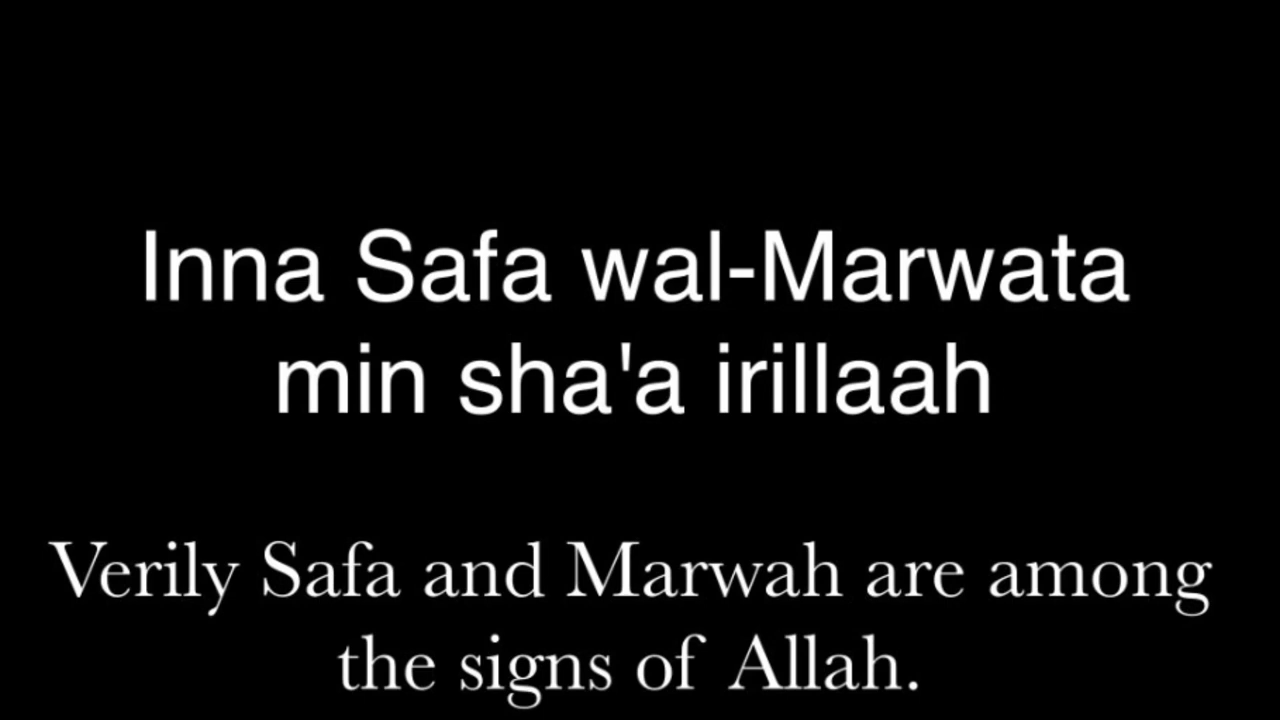 Inna Safa wal-Marwata
min sha'a irillaah
Verily Safa and Marwah are among
the signs of Allah.